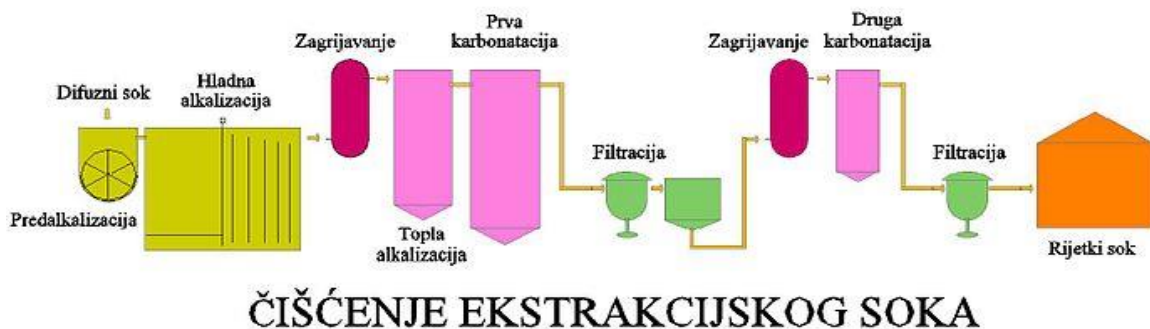 Difuzni sok
Predalkalizacija
Hladna
alkalizacija
Zagrijavanje
Topla
alkalizacija
Prva
karbonatacija
Filtracija
Zagrijavanje
Druga
karbonatacija
Filtracija
Rijetki sok
ČIŠĆENJE EKSTRAKCIJSKOG SOKA